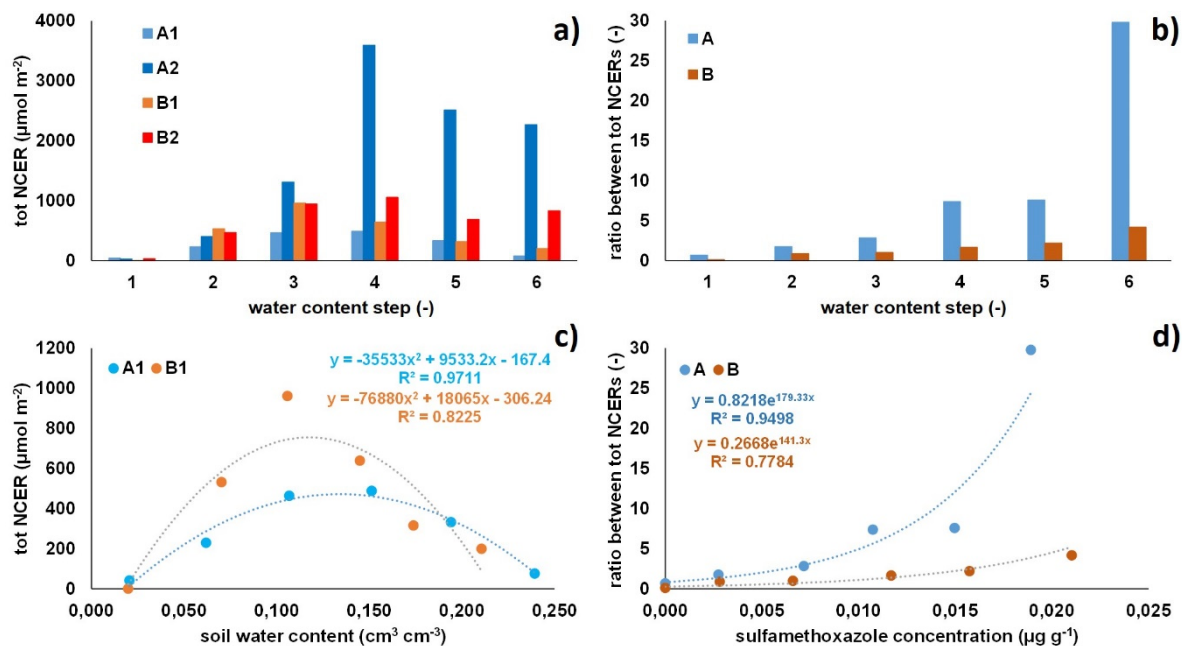 a)
tot NCER (µmol m⁻²)
4000
3000
2000
1000
0
A1
A2
B1
B2
1 2 3 4 5 6
water content step (-)
b)
ratio between tot NCERs (-)
30
25
20
15
10
5
0
A
B
1 2 3 4 5 6
water content step (-)
c)
tot NCER (µmol m⁻²)
1200
1000
800
600
400
200
0
A1 B1
y = -35533x² + 9533.2x - 167.4
R² = 0.9711
y = -76880x² + 18065x - 306.24
R² = 0.8225
0,000 0,050 0,100 0,150 0,200 0,250
soil water content (cm³ cm⁻³)
d)
ratio between tot NCERs (-)
30
25
20
15
10
5
0
A B
y = 0.8218e^179.33x
R² = 0.9498
y = 0.2668e^141.3x
R² = 0.7784
0,000 0,005 0,010 0,015 0,020 0,025
sulfamethoxazole concentration (µg g⁻¹)